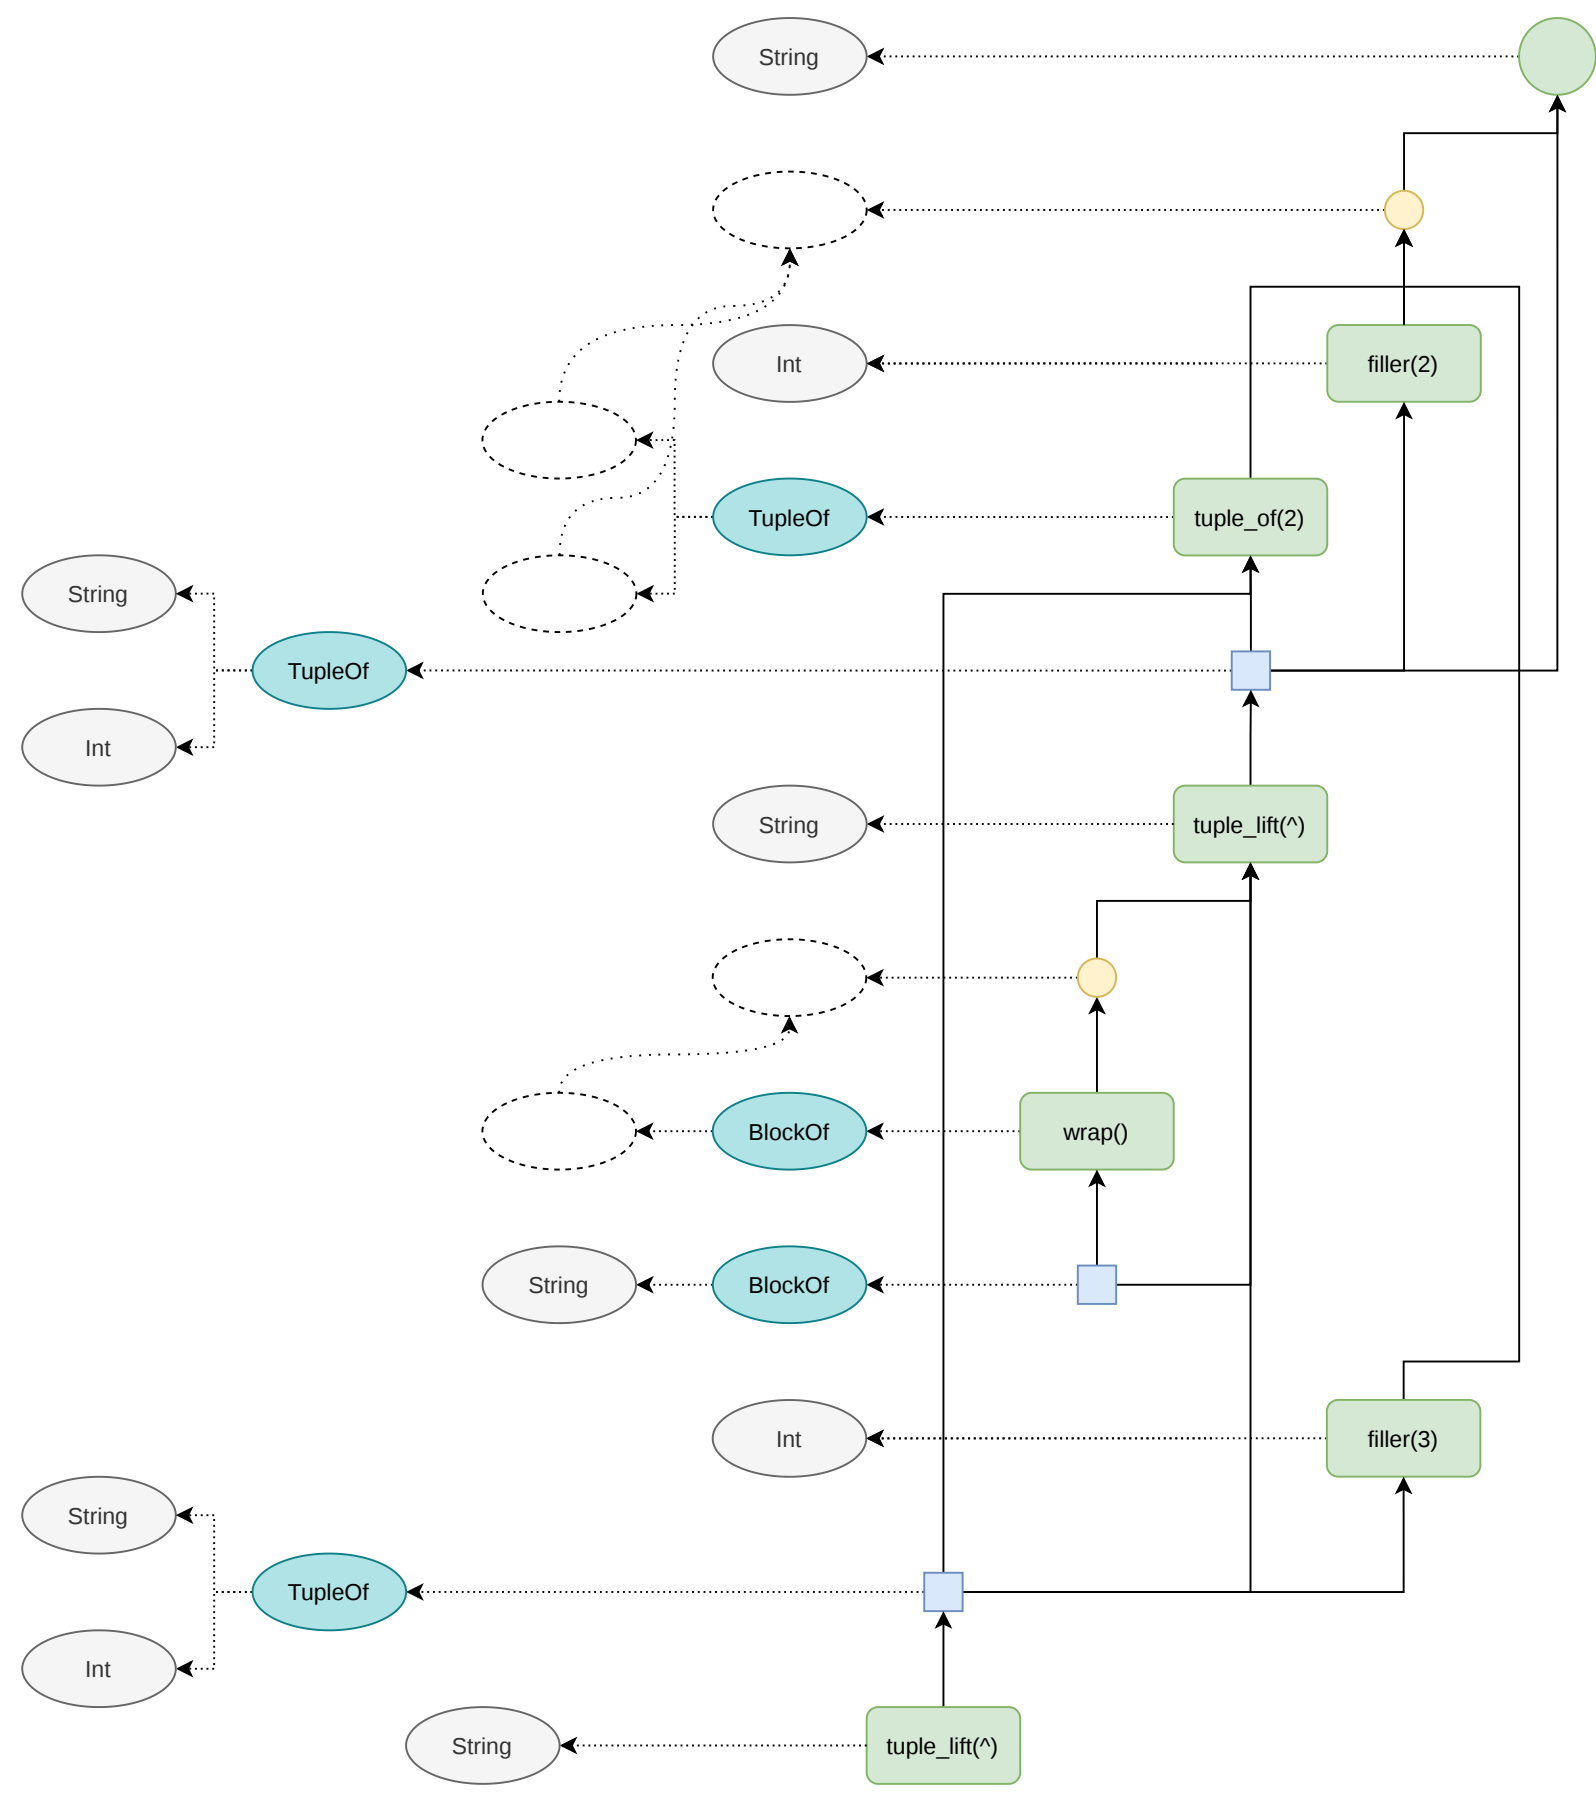 String
Int
filler(2)
TupleOf
tuple_of(2)
String
TupleOf
Int
String
tuple_lift(^)
BlockOf
wrap()
String
BlockOf
Int
filler(3)
String
TupleOf
Int
String
tuple_lift(^)